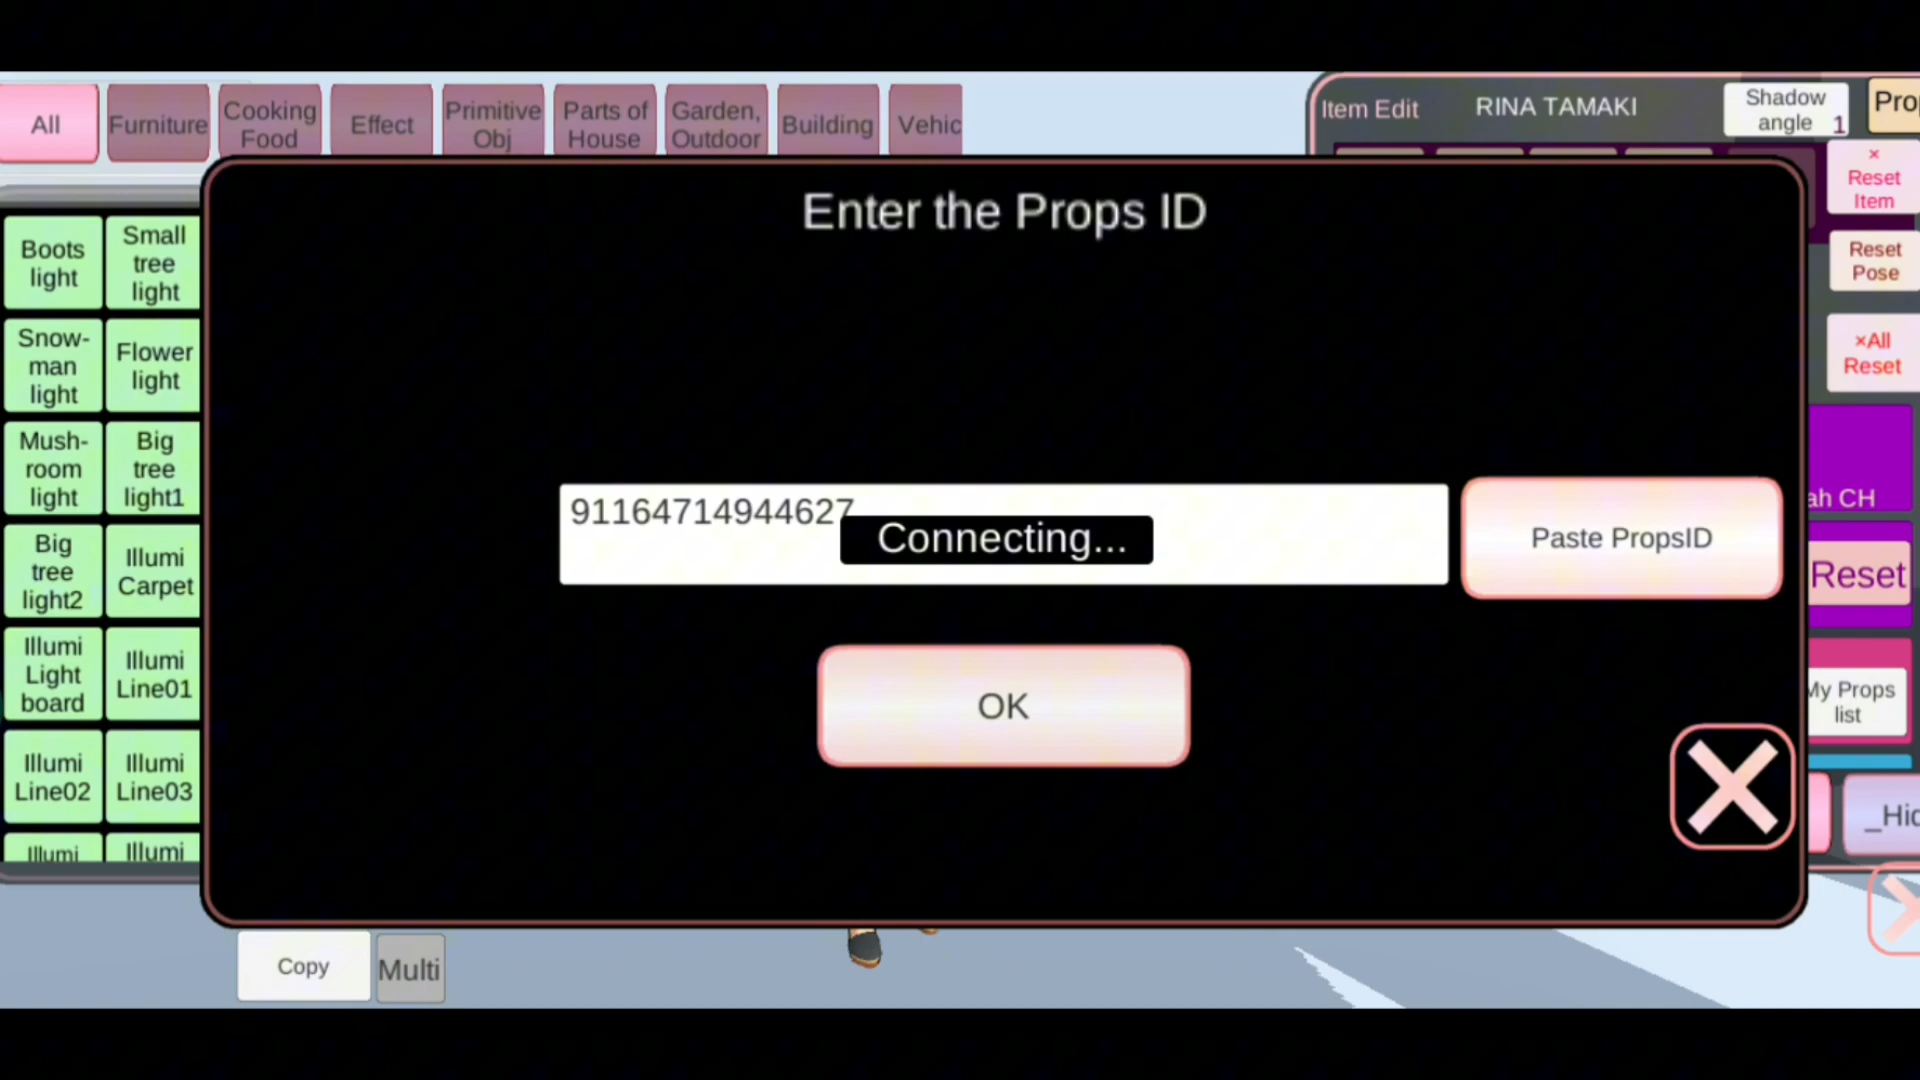 All
Furniture
Cooking
Food
Effect
Primitive
Obj
Parts of
House
Garden,
Outdoor
Building
Vehic
Item Edit
RINA TAMAKI
Shadow
angle 1
Pro
×
Reset
Item
Reset
Pose
×All
Reset
Boots
light
Small
tree
light
Snow-
man
light
Flower
light
Mush-
room
light
Big
tree
light1
Big
tree
light2
Illumi
Carpet
Illumi
Light
board
Illumi
Line01
Illumi
Line02
Illumi
Line03
Illumi
Illumi
Enter the Props ID
91164714944627
Connecting...
Paste PropsID
OK
ah CH
Reset
My Props
list
_Hid
Copy
Multi